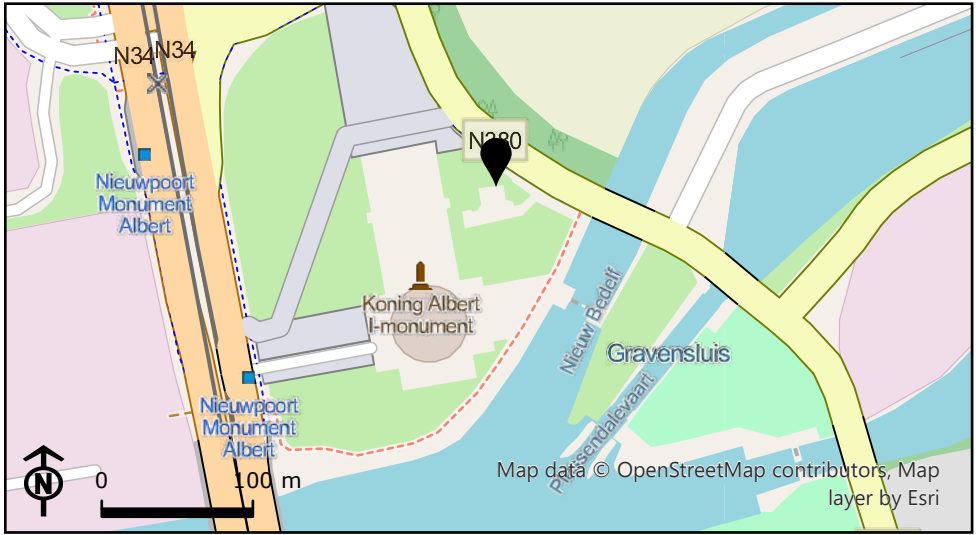 N34
N34
N380
Nieuwpoort
Monument
Albert
Koning Albert
I-monument
Nieuw Bedelf
Gravensluis
Plassendalevaart
Nieuwpoort
Monument
Albert
N
0 100 m
Map data © OpenStreetMap contributors, Map
layer by Esri